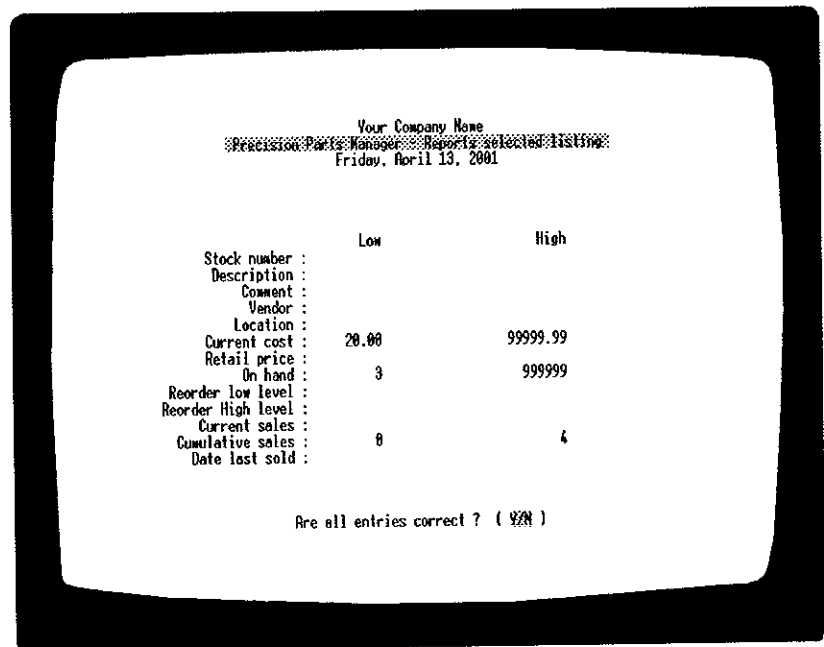 Your Company Name
Precision Parts Manager Reports selected listing
Friday, April 13, 2001
Low High
Stock number :
Description :
Comment :
Vendor :
Location :
Current cost : 20.00 99999.99
Retail price :
On hand : 3 999999
Reorder low level :
Reorder High level :
Current sales :
Cumulative sales : 0 4
Date last sold :
Are all entries correct ? ( Y/N )